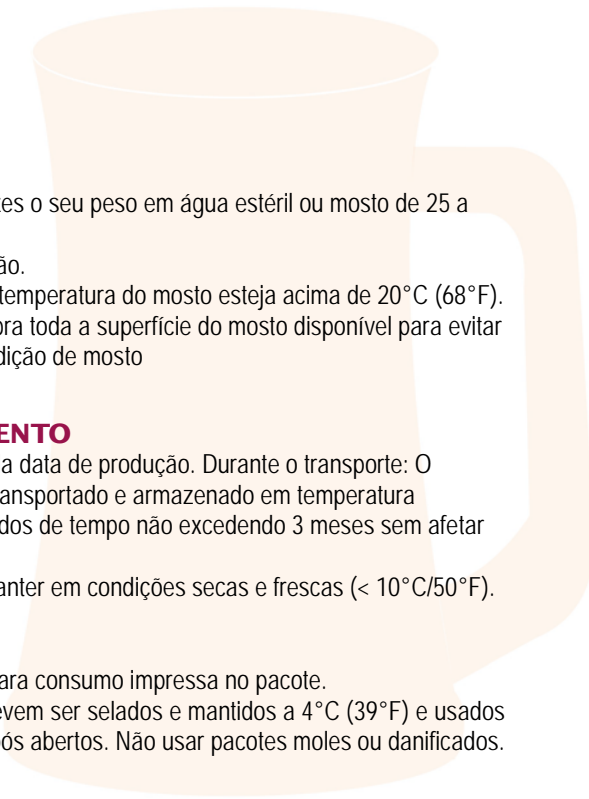 es o seu peso em água estéril ou mosto de 25 a
ão.
temperatura do mosto esteja acima de 20°C (68°F).
ra toda a superfície do mosto disponível para evitar
dição de mosto
ENTO
a data de produção. Durante o transporte: O
ansportado e armazenado em temperatura
dos de tempo não excedendo 3 meses sem afetar
anter em condições secas e frescas (< 10°C/50°F).
ara consumo impressa no pacote.
vem ser selados e mantidos a 4°C (39°F) e usados
ós abertos. Não usar pacotes moles ou danificados.